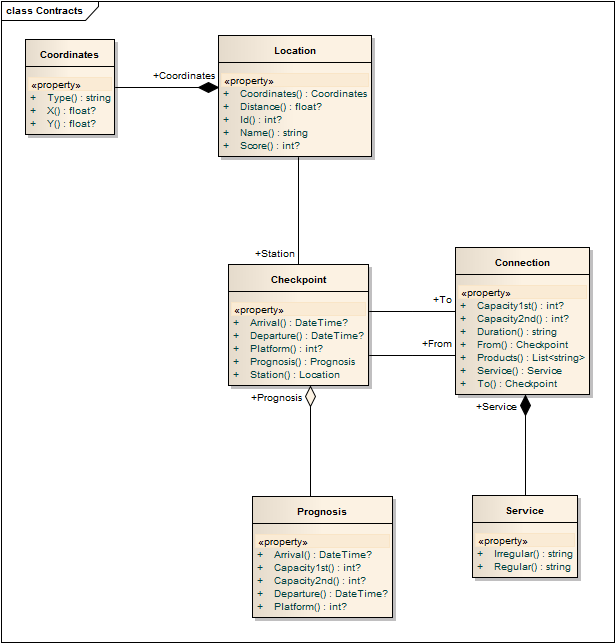 class Contracts
Coordinates
«property»
+ Type() : string
+ X() : float?
+ Y() : float?
+Coordinates
Location
«property»
+ Coordinates() : Coordinates
+ Distance() : float?
+ Id() : int?
+ Name() : string
+ Score() : int?
+Station
Checkpoint
«property»
+ Arrival() : DateTime?
+ Departure() : DateTime?
+ Platform() : int?
+ Prognosis() : Prognosis
+ Station() : Location
+To
+From
Connection
«property»
+ Capacity1st() : int?
+ Capacity2nd() : int?
+ Duration() : string
+ From() : Checkpoint
+ Products() : List<string>
+ Service() : Service
+ To() : Checkpoint
+Prognosis
+Service
Prognosis
«property»
+ Arrival() : DateTime?
+ Capacity1st() : int?
+ Capacity2nd() : int?
+ Departure() : DateTime?
+ Platform() : int?
Service
«property»
+ Irregular() : string
+ Regular() : string